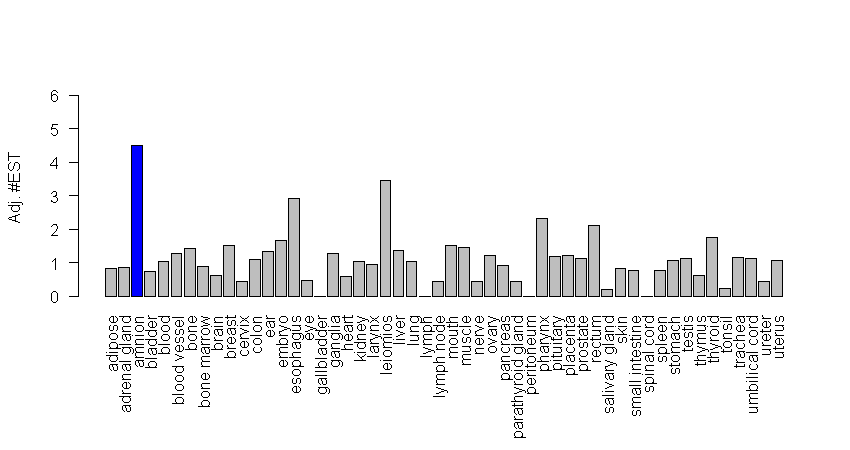 6
5
4
3
2
1
0
Adj. #EST
adipose
adrenal gland
amnion
bladder
blood
blood vessel
bone
bone marrow
brain
breast
cervix
colon
ear
embryo
esophagus
eye
gallbladder
ganglia
heart
kidney
larynx
leiomios
liver
lung
lymph
lymph node
mouth
muscle
nerve
ovary
pancreas
parathyroid gland
peritoneum
pharynx
pituitary
placenta
prostate
rectum
salivary gland
skin
small intestine
spinal cord
spleen
stomach
testis
thymus
thyroid
tonsil
trachea
umbilical cord
ureter
uterus